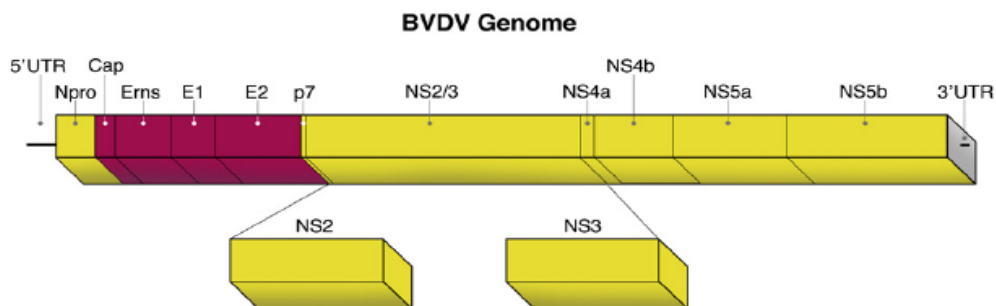 BVDV Genome
5'UTR Cap NS4b
Npro Erns E1 E2 p7 NS2/3 NS4a NS5a NS5b 3'UTR
NS2 NS3